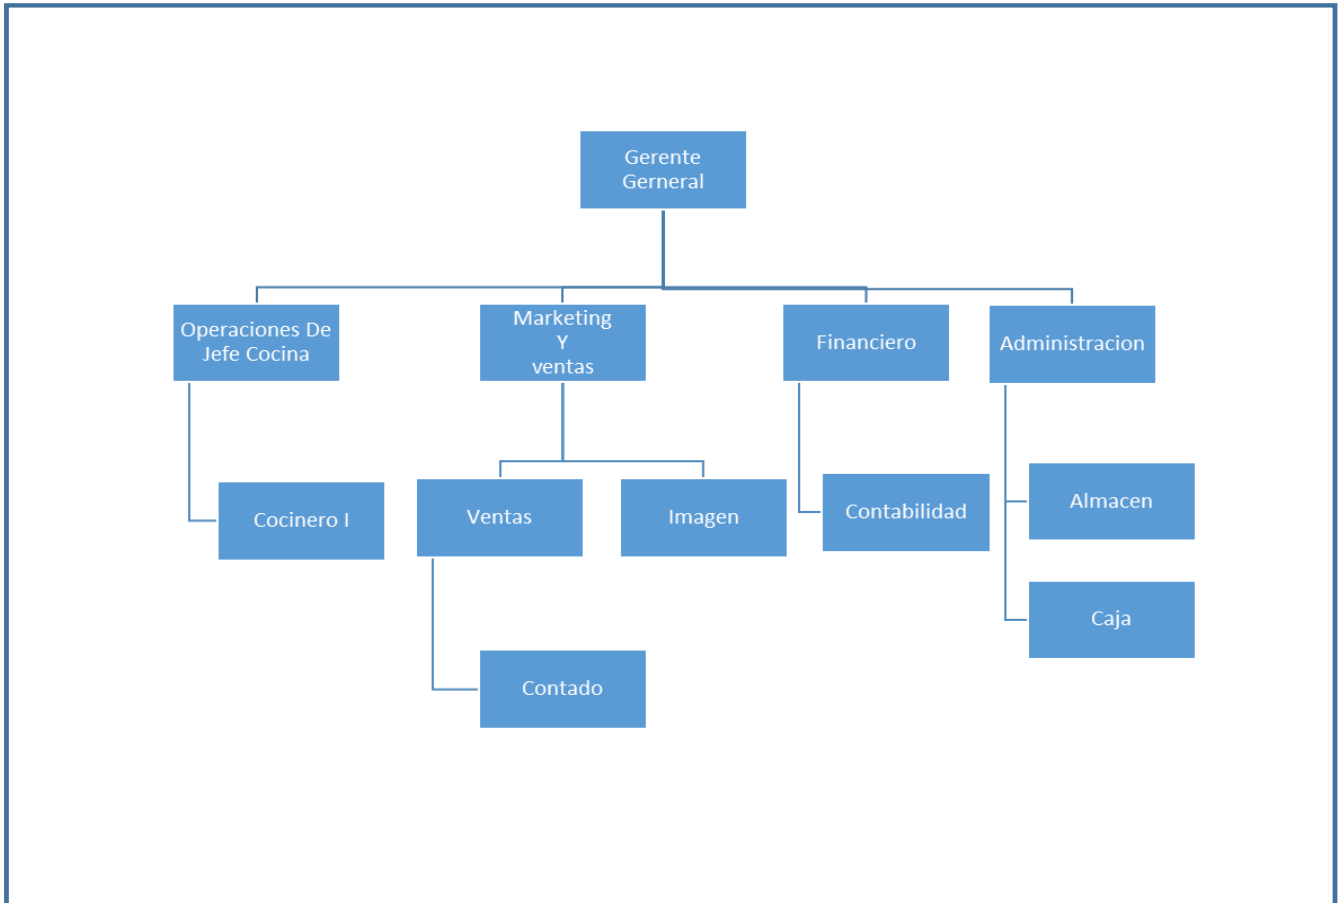 Gerente
Gerneral
Operaciones De
Jefe Cocina
Marketing
Y
ventas
Financiero
Administracion
Cocinero I
Ventas
Imagen
Contabilidad
Almacen
Caja
Contado